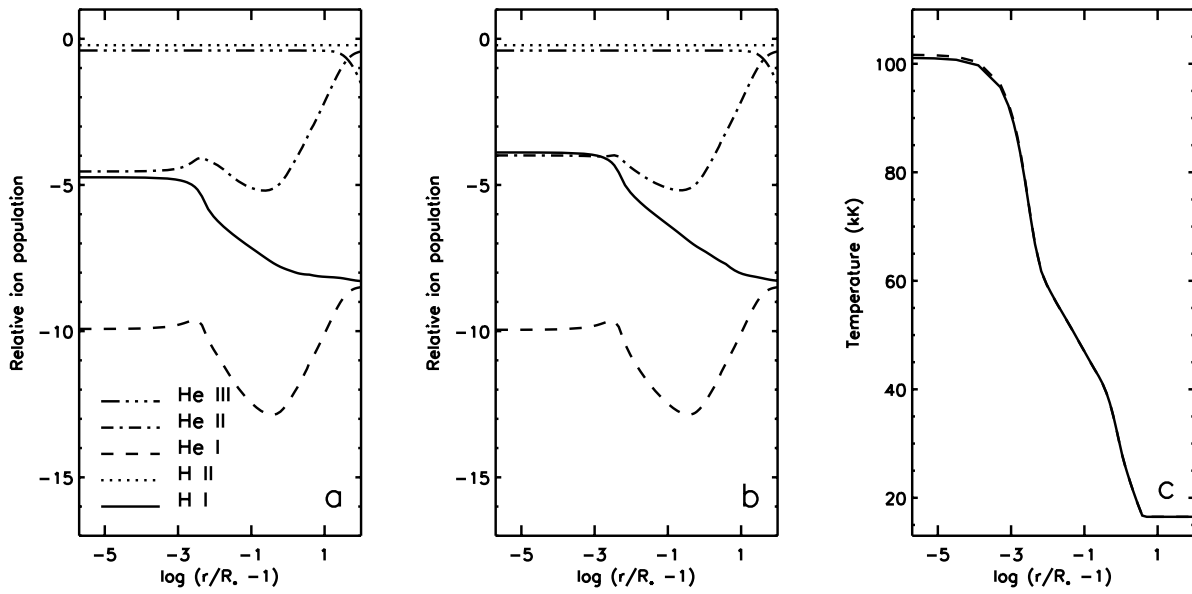 Relative ion population
0
−5
−10
−15
He III
He II
He I
H II
H I
a
−5 −3 −1 1
log (r/R* −1)
Relative ion population
0
−5
−10
−15
b
−5 −3 −1 1
log (r/R* −1)
Temperature (kK)
100
80
60
40
20
c
−5 −3 −1 1
log (r/R* −1)